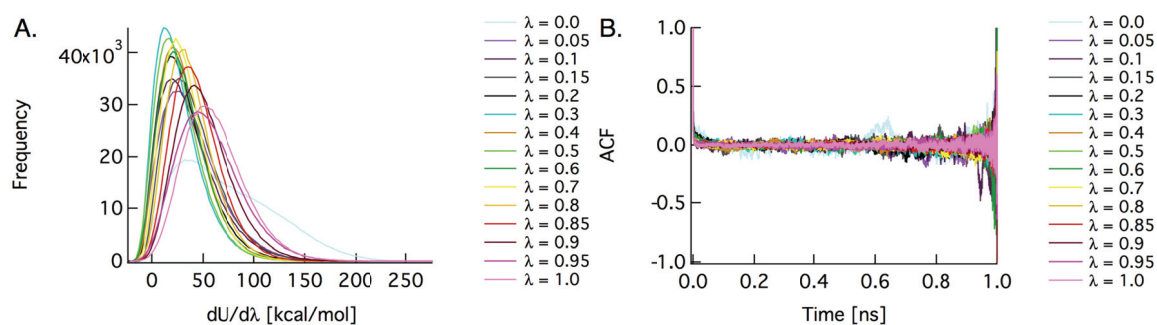 A.
Frequency
40x10³
30
20
10
0
0 50 100 150 200 250
dU/dλ [kcal/mol]
λ = 0.0
λ = 0.05
λ = 0.1
λ = 0.15
λ = 0.2
λ = 0.3
λ = 0.4
λ = 0.5
λ = 0.6
λ = 0.7
λ = 0.8
λ = 0.85
λ = 0.9
λ = 0.95
λ = 1.0
B.
ACF
1.0
0.5
0.0
-0.5
-1.0
0.0 0.2 0.4 0.6 0.8 1.0
Time [ns]
λ = 0.0
λ = 0.05
λ = 0.1
λ = 0.15
λ = 0.2
λ = 0.3
λ = 0.4
λ = 0.5
λ = 0.6
λ = 0.7
λ = 0.8
λ = 0.85
λ = 0.9
λ = 0.95
λ = 1.0